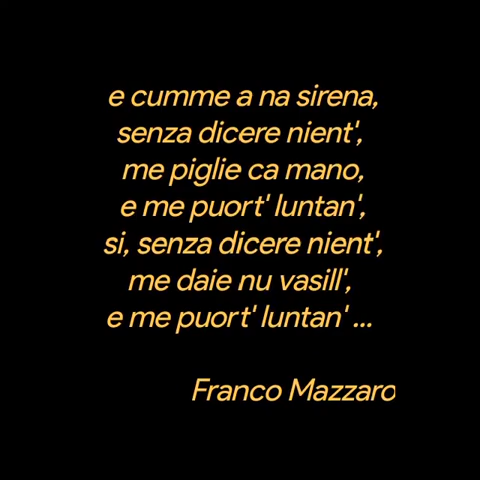 e cumme a na sirena,
senza dicere nient',
me piglie ca mano,
e me puort' luntan',
si, senza dicere nient',
me daie nu vasill',
e me puort' luntan' ...
Franco Mazzaro